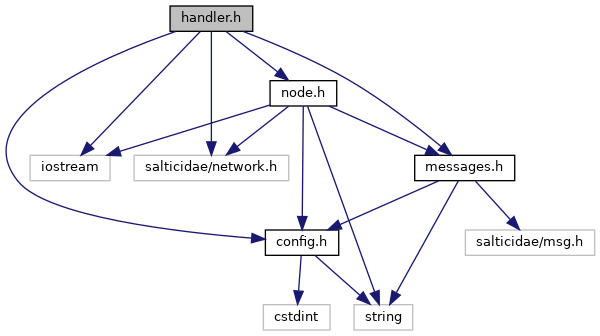 handler.h
node.h
iostream
salticidae/network.h
messages.h
config.h
salticidae/msg.h
cstdint
string